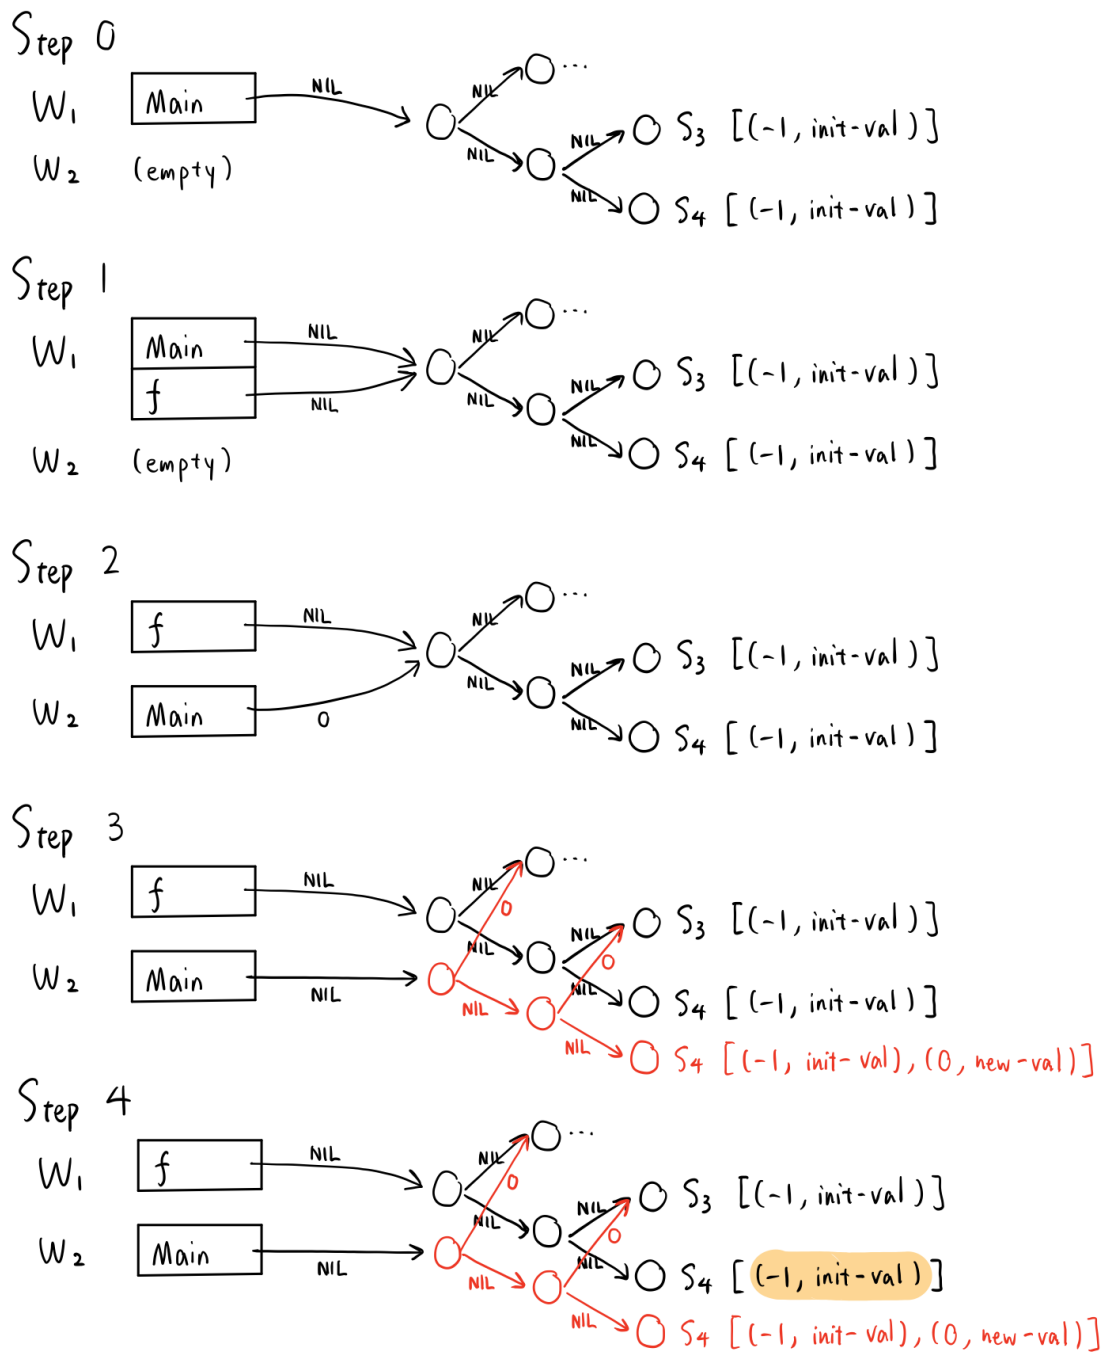 Step 0
NIL
NIL ...
W1 Main
NIL NIL S3 [(-1, init-val)]
W2 (empty)
NIL S4 [(-1, init-val)]
Step 1
NIL
NIL ...
W1 Main
f NIL
NIL NIL S3 [(-1, init-val)]
W2 (empty)
NIL S4 [(-1, init-val)]
Step 2
NIL
NIL ...
W1 f
NIL NIL S3 [(-1, init-val)]
W2 Main 0
NIL S4 [(-1, init-val)]
Step 3
NIL
NIL ...
W1 f
0
NIL NIL S3 [(-1, init-val)]
W2 Main NIL
0
NIL S4 [(-1, init-val)]
NIL
NIL S4 [(-1, init-val), (0, new-val)]
Step 4
NIL
NIL ...
W1 f
0
NIL NIL S3 [(-1, init-val)]
W2 Main NIL
0
NIL S4 [(-1, init-val)]
NIL
NIL S4 [(-1, init-val), (0, new-val)]